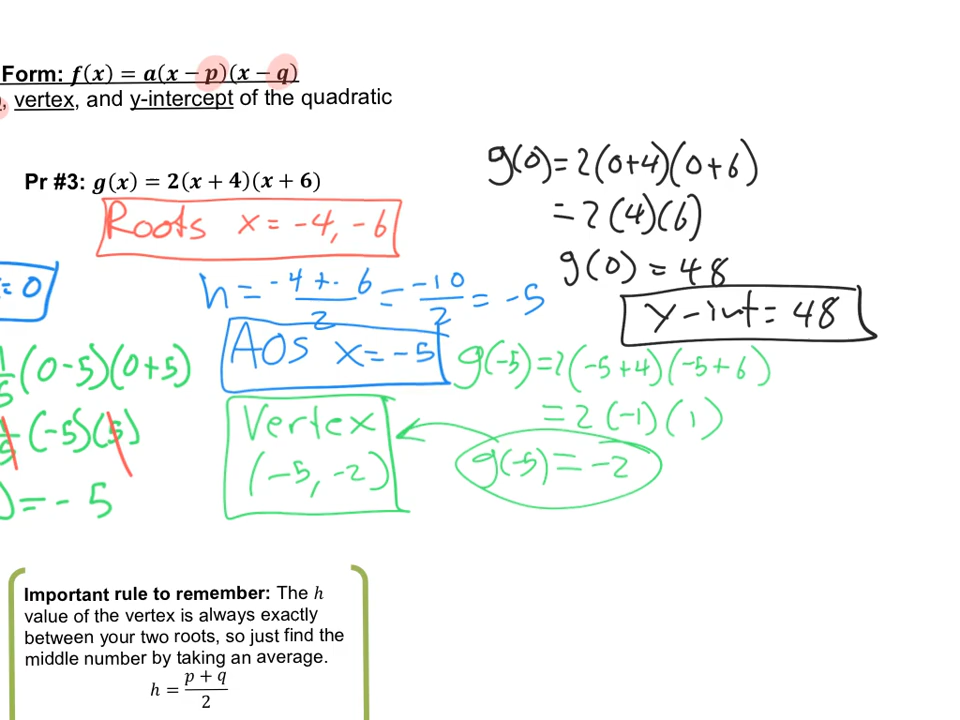 Form: f(x) = a(x − p)(x − q)
, vertex, and y-intercept of the quadratic
Pr #3: g(x) = 2(x + 4)(x + 6)
Roots x = -4, -6
g(0) = 2(0+4)(0+6)
= 2(4)(6)
g(0) = 48
y-int = 48
= 0
h = -4 + -6 / 2 = -10 / 2 = -5
AOS x = -5
(0-5)(0+5)
(-5)(5)
) = -5
g(-5) = 2(-5+4)(-5+6)
= 2(-1)(1)
g(-5) = -2
Vertex
(-5, -2)
Important rule to remember: The h
value of the vertex is always exactly
between your two roots, so just find the
middle number by taking an average.
h = p + q / 2